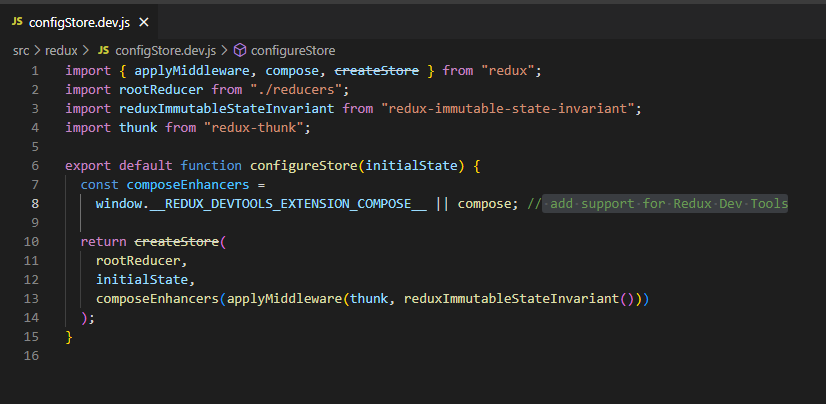 JS configStore.dev.js ×
src > redux > JS configStore.dev.js > configureStore
1 import { applyMiddleware, compose, createStore } from "redux";
2 import rootReducer from "./reducers";
3 import reduxImmutableStateInvariant from "redux-immutable-state-invariant";
4 import thunk from "redux-thunk";
5
6 export default function configureStore(initialState) {
7   const composeEnhancers =
8     window.__REDUX_DEVTOOLS_EXTENSION_COMPOSE__ || compose; // add support for Redux Dev Tools
9
10   return createStore(
11     rootReducer,
12     initialState,
13     composeEnhancers(applyMiddleware(thunk, reduxImmutableStateInvariant()))
14   );
15 }
16